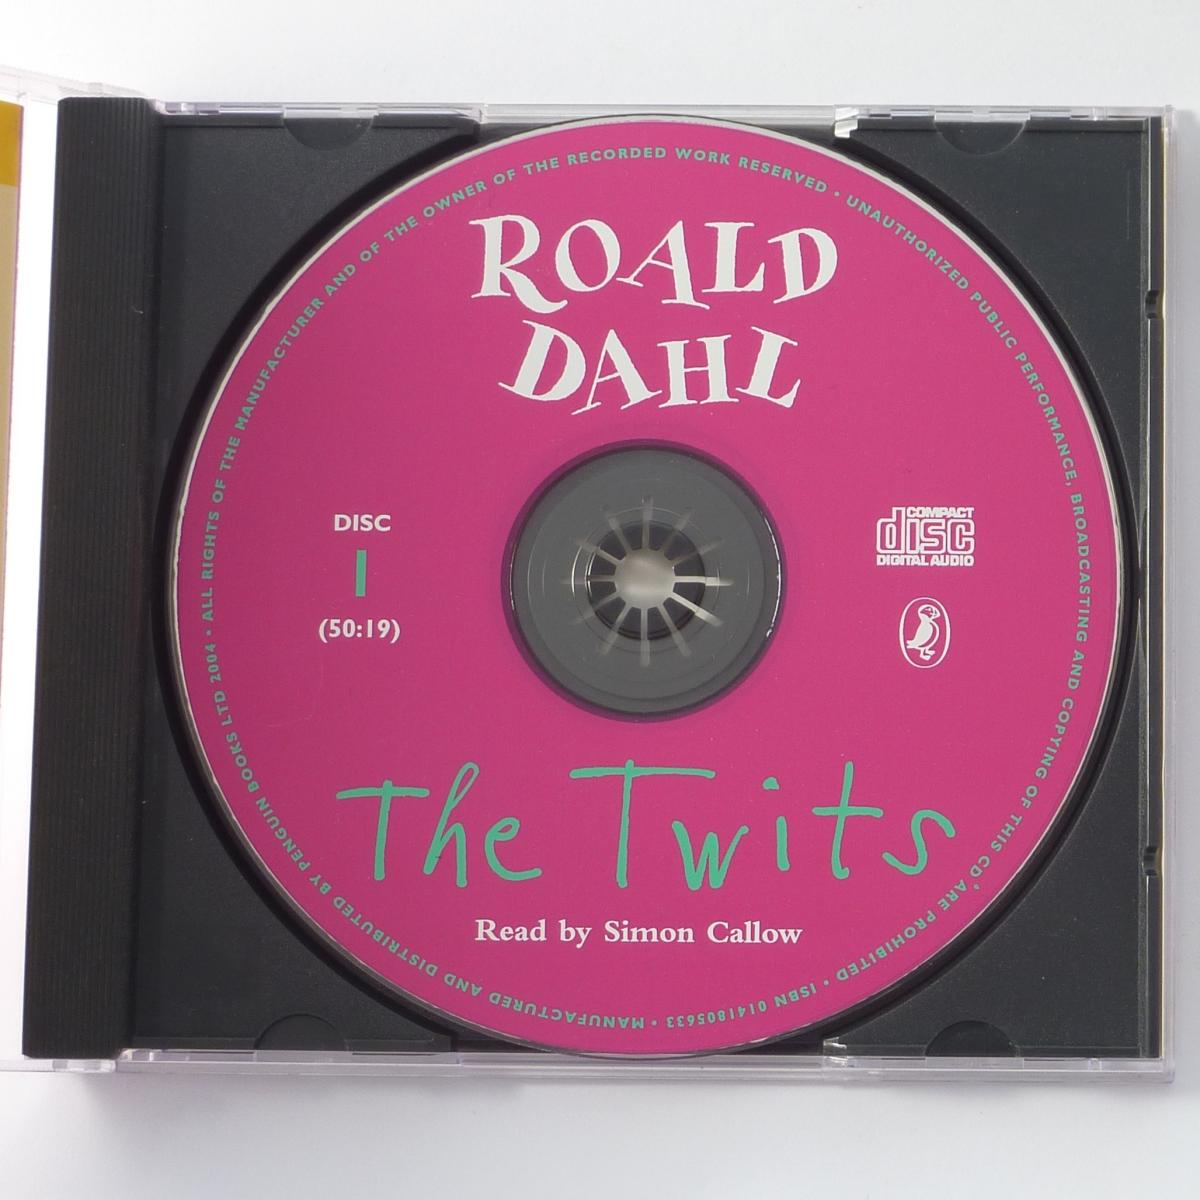 ROALD
DAHL
DISC
1
(50:19)
COMPACT
disc
DIGITAL AUDIO
The Twits
Read by Simon Callow
• MANUFACTURED AND DISTRIBUTED BY PENGUIN BOOKS LTD 2004 • ALL RIGHTS OF THE MANUFACTURER AND OF THE OWNER OF THE RECORDED WORK RESERVED • UNAUTHORIZED PUBLIC PERFORMANCE, BROADCASTING AND COPYING OF THIS CD ARE PROHIBITED • ISBN 0141805633